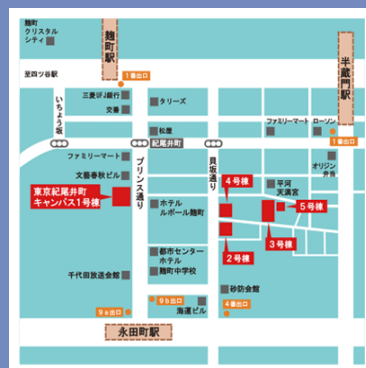 麹町
クリスタル
シティ
麹町駅
半蔵門駅
至四ツ谷駅
1番出口
三菱UFJ銀行
交番
タリーズ
いちょう坂
松屋
ファミリーマート
ローソン
1番出口
紀尾井町
プリンス通り
貝坂通り
ファミリーマート
文藝春秋ビル
オリジン
弁当
東京紀尾井町
キャンパス1号棟
4号棟
平河
天満宮
5号棟
ホテル
ルポール麹町
3号棟
2号棟
都市センター
ホテル
麹町中学校
千代田放送会館
砂防会館
9a出口
9b出口
海運ビル
4番出口
永田町駅